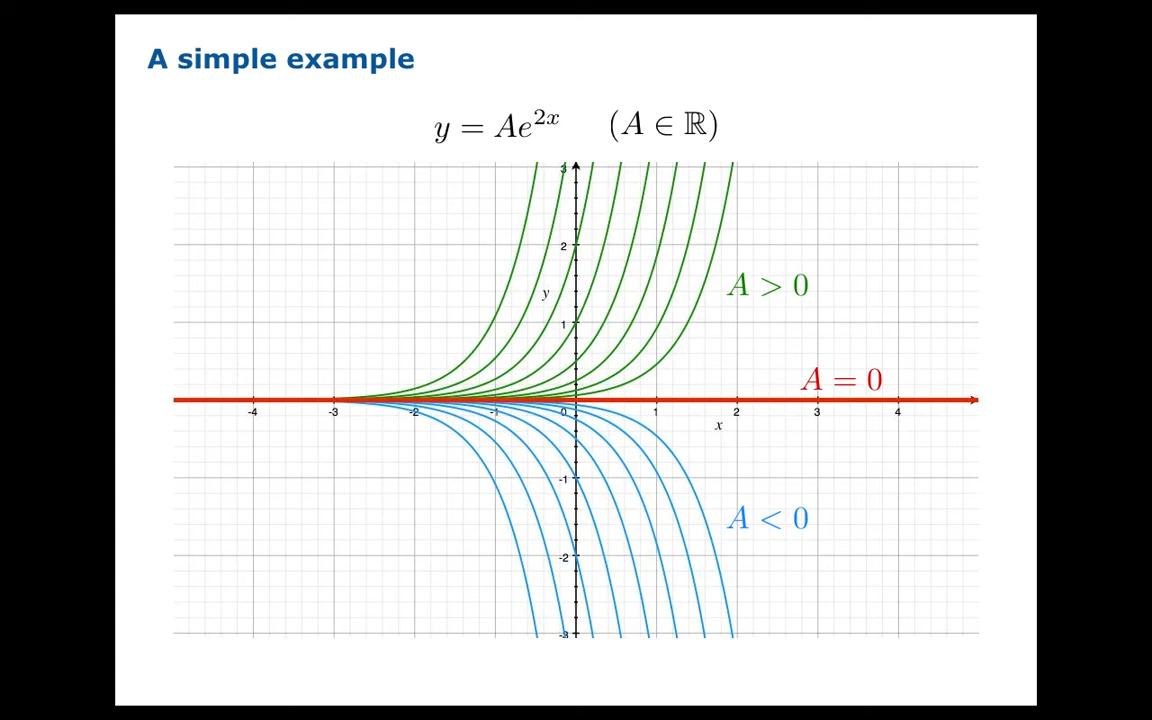 A simple example
y = Ae^{2x} (A ∈ ℝ)
3
2
y
A > 0
1
A = 0
-4 -3 -2 -1 0 1 2 3 4
x
-1
A < 0
-2
-3